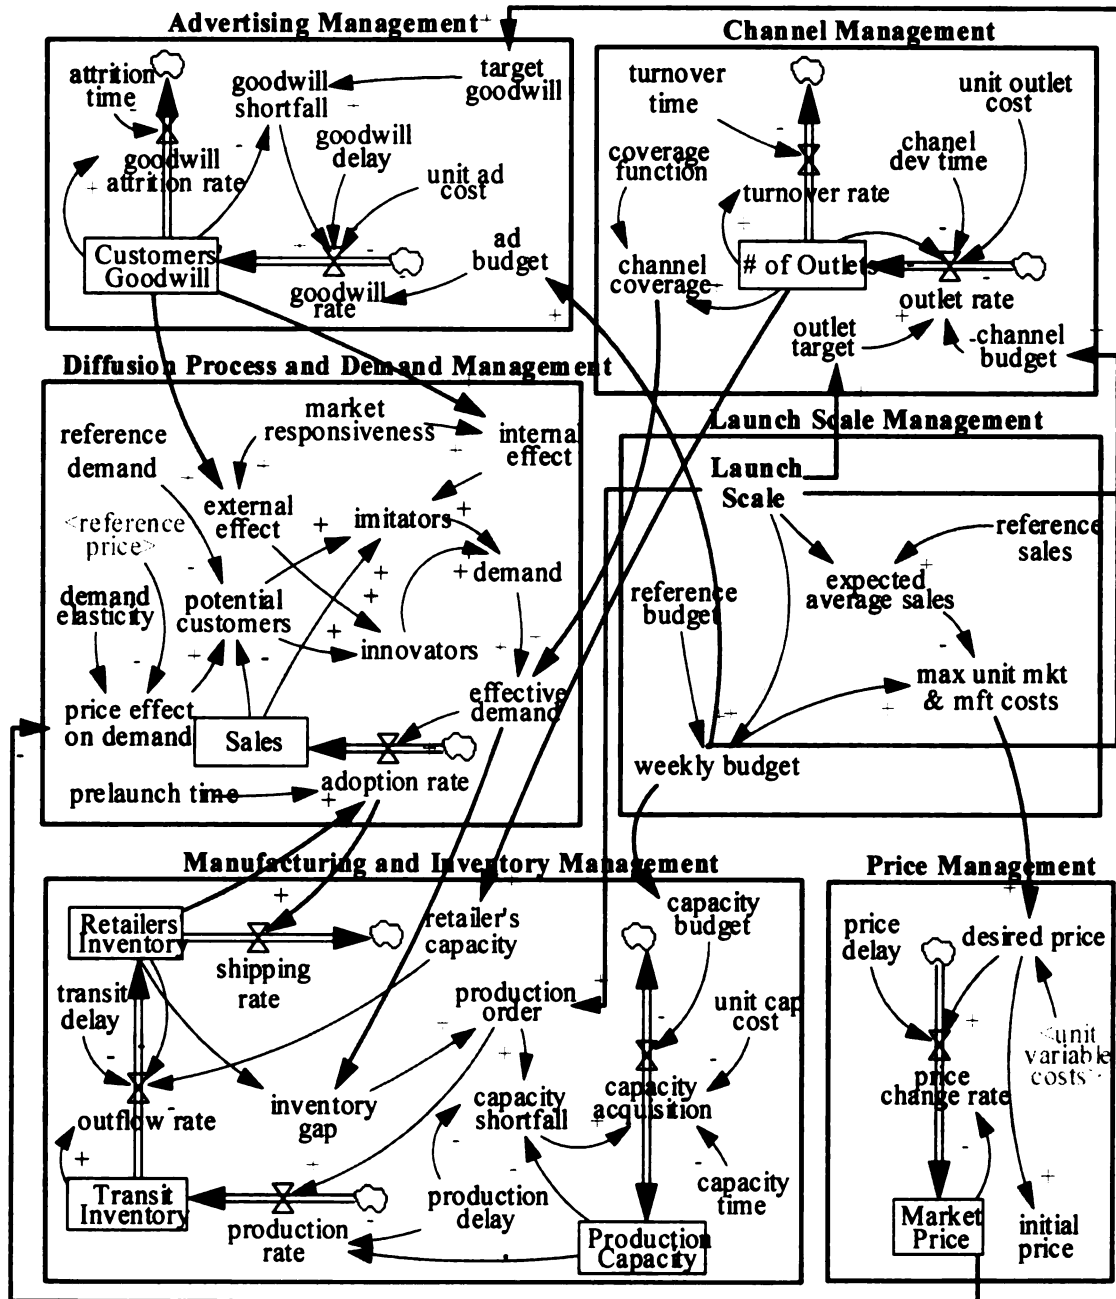 Advertising Management
attrition
time
goodwill
shortfall
target
goodwill
goodwill
delay
goodwill
attrition rate
unit ad
cost
Customers
Goodwill
ad
budget
goodwill
rate
Channel Management
turnover
time
unit outlet
cost
coverage
function
chanel
dev time
turnover rate
channel
coverage
# of Outlets
outlet rate
outlet
target
channel
budget
Diffusion Process and Demand Management
market
responsiveness
reference
demand
internal
effect
external
effect
imitators
<reference
price>
demand
demand
elasticity
potential
customers
innovators
price effect
on demand
effective
demand
Sales
adoption rate
prelaunch time
Launch Scale Management
Launch
Scale
reference
sales
expected
average sales
reference
budget
max unit mkt
& mft costs
weekly budget
Manufacturing and Inventory Management
Retailers
Inventory
retailer's
capacity
capacity
budget
shipping
rate
transit
delay
production
order
unit cap
cost
inventory
gap
capacity
shortfall
capacity
acquisition
outflow rate
Transit
Inventory
production
rate
production
delay
capacity
time
Production
Capacity
Price Management
price
delay
desired price
<unit
variable
costs>
price
change rate
Market
Price
initial
price